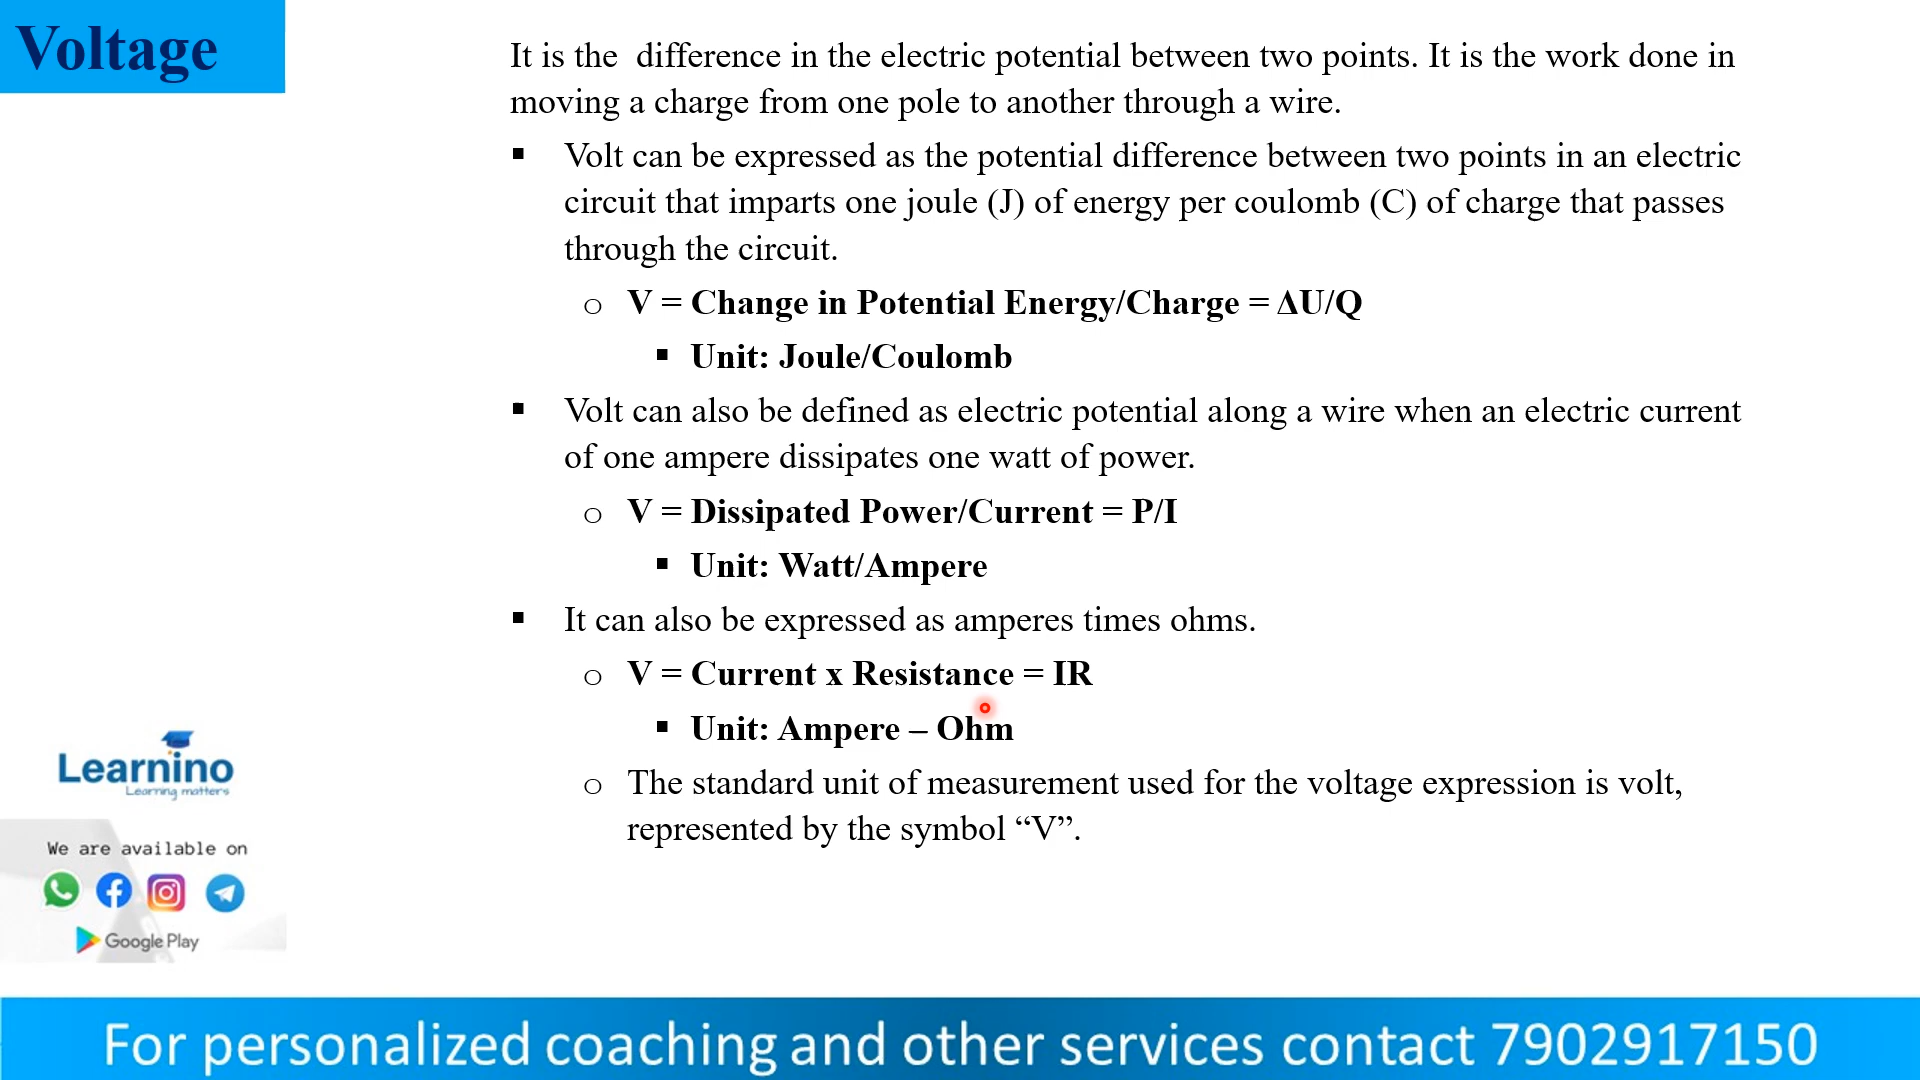 Voltage
It is the  difference in the electric potential between two points. It is the work done in
moving a charge from one pole to another through a wire.
▪ Volt can be expressed as the potential difference between two points in an electric
circuit that imparts one joule (J) of energy per coulomb (C) of charge that passes
through the circuit.
o V = Change in Potential Energy/Charge = ΔU/Q
▪ Unit: Joule/Coulomb
▪ Volt can also be defined as electric potential along a wire when an electric current
of one ampere dissipates one watt of power.
o V = Dissipated Power/Current = P/I
▪ Unit: Watt/Ampere
▪ It can also be expressed as amperes times ohms.
o V = Current x Resistance = IR
▪ Unit: Ampere – Ohm
o The standard unit of measurement used for the voltage expression is volt,
represented by the symbol “V”.
Learnino
Learning matters
We are available on
Google Play
For personalized coaching and other services contact 7902917150